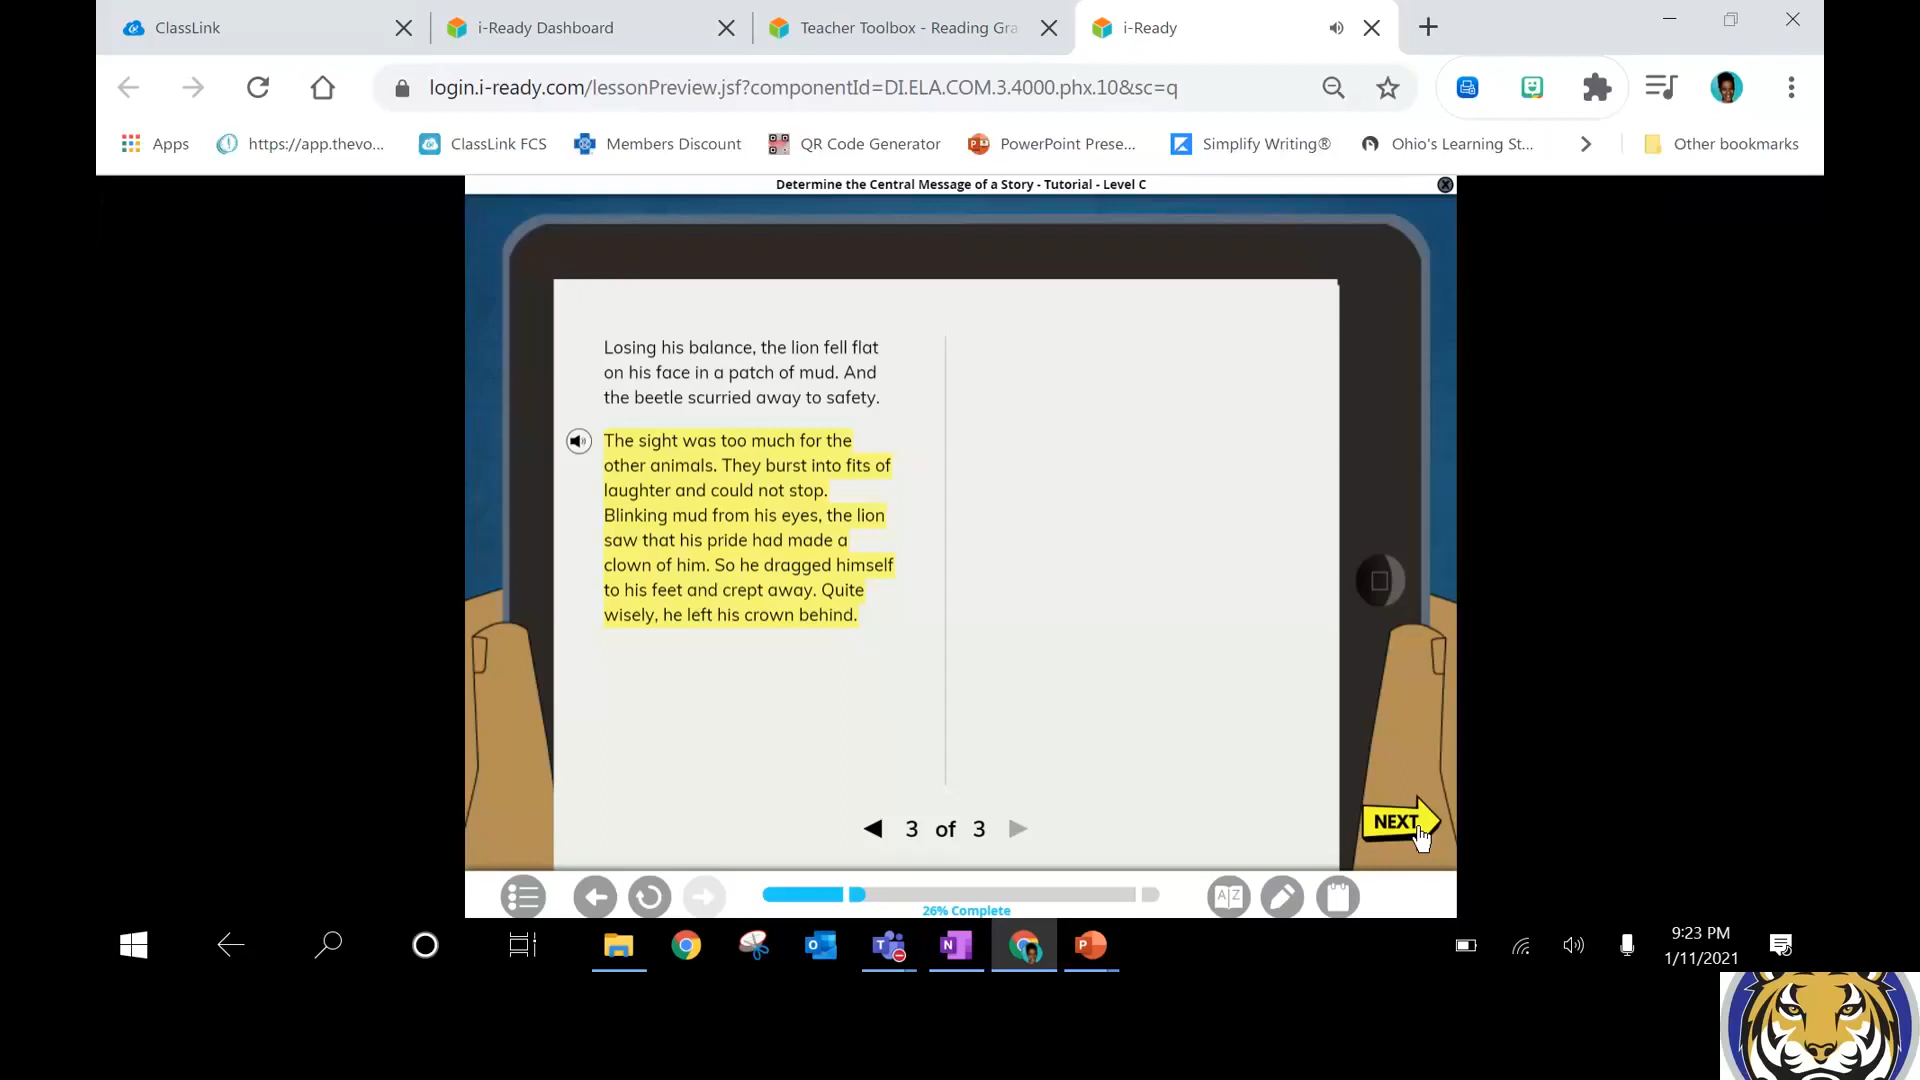 ClassLink
i-Ready Dashboard
Teacher Toolbox - Reading Gra
i-Ready
login.i-ready.com/lessonPreview.jsf?componentId=DI.ELA.COM.3.4000.phx.10&sc=q
Apps
https://app.thevo...
ClassLink FCS
Members Discount
QR Code Generator
PowerPoint Prese...
Simplify Writing®
Ohio's Learning St...
Other bookmarks
Determine the Central Message of a Story - Tutorial - Level C
Losing his balance, the lion fell flat
on his face in a patch of mud. And
the beetle scurried away to safety.
The sight was too much for the
other animals. They burst into fits of
laughter and could not stop.
Blinking mud from his eyes, the lion
saw that his pride had made a
clown of him. So he dragged himself
to his feet and crept away. Quite
wisely, he left his crown behind.
3 of 3
NEXT
26% Complete
A Z
9:23 PM
1/11/2021